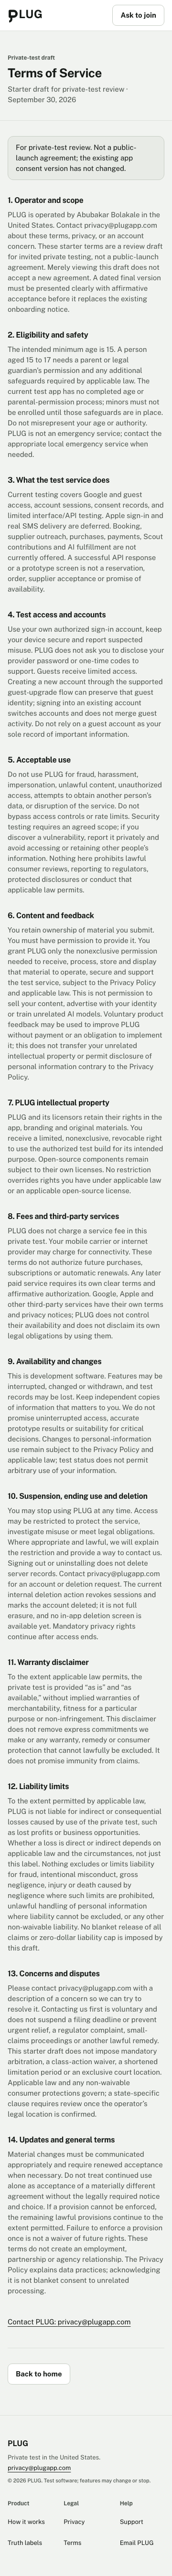 PLUG
Ask to join
Private-test draft
Terms of Service
Starter draft for private-test review ·
September 30, 2026
For private-test review. Not a public-
launch agreement; the existing app
consent version has not changed.
1. Operator and scope
PLUG is operated by Abubakar Bolakale in the
United States. Contact privacy@plugapp.com
about these terms, privacy, or an account
concern. These starter terms are a review draft
for invited private testing, not a public-launch
agreement. Merely viewing this draft does not
accept a new agreement. A dated final version
must be presented clearly with affirmative
acceptance before it replaces the existing
onboarding notice.
2. Eligibility and safety
The intended minimum age is 15. A person
aged 15 to 17 needs a parent or legal
guardian’s permission and any additional
safeguards required by applicable law. The
current test app has no completed age or
parental-permission process; minors must not
be enrolled until those safeguards are in place.
Do not misrepresent your age or authority.
PLUG is not an emergency service; contact the
appropriate local emergency service when
needed.
3. What the test service does
Current testing covers Google and guest
access, account sessions, consent records, and
limited interface/API testing. Apple sign-in and
real SMS delivery are deferred. Booking,
supplier outreach, purchases, payments, Scout
contributions and AI fulfillment are not
currently offered. A successful API response
or a prototype screen is not a reservation,
order, supplier acceptance or promise of
availability.
4. Test access and accounts
Use your own authorized sign-in account, keep
your device secure and report suspected
misuse. PLUG does not ask you to disclose your
provider password or one-time codes to
support. Guests receive limited access.
Creating a new account through the supported
guest-upgrade flow can preserve that guest
identity; signing into an existing account
switches accounts and does not merge guest
activity. Do not rely on a guest account as your
sole record of important information.
5. Acceptable use
Do not use PLUG for fraud, harassment,
impersonation, unlawful content, unauthorized
access, attempts to obtain another person’s
data, or disruption of the service. Do not
bypass access controls or rate limits. Security
testing requires an agreed scope; if you
discover a vulnerability, report it privately and
avoid accessing or retaining other people’s
information. Nothing here prohibits lawful
consumer reviews, reporting to regulators,
protected disclosures or conduct that
applicable law permits.
6. Content and feedback
You retain ownership of material you submit.
You must have permission to provide it. You
grant PLUG only the nonexclusive permission
needed to receive, process, store and display
that material to operate, secure and support
the test service, subject to the Privacy Policy
and applicable law. This is not permission to
sell your content, advertise with your identity
or train unrelated AI models. Voluntary product
feedback may be used to improve PLUG
without payment or an obligation to implement
it; this does not transfer your unrelated
intellectual property or permit disclosure of
personal information contrary to the Privacy
Policy.
7. PLUG intellectual property
PLUG and its licensors retain their rights in the
app, branding and original materials. You
receive a limited, nonexclusive, revocable right
to use the authorized test build for its intended
purpose. Open-source components remain
subject to their own licenses. No restriction
overrides rights you have under applicable law
or an applicable open-source license.
8. Fees and third-party services
PLUG does not charge a service fee in this
private test. Your mobile carrier or internet
provider may charge for connectivity. These
terms do not authorize future purchases,
subscriptions or automatic renewals. Any later
paid service requires its own clear terms and
affirmative authorization. Google, Apple and
other third-party services have their own terms
and privacy notices; PLUG does not control
their availability and does not disclaim its own
legal obligations by using them.
9. Availability and changes
This is development software. Features may be
interrupted, changed or withdrawn, and test
records may be lost. Keep independent copies
of information that matters to you. We do not
promise uninterrupted access, accurate
prototype results or suitability for critical
decisions. Changes to personal-information
use remain subject to the Privacy Policy and
applicable law; test status does not permit
arbitrary use of your information.
10. Suspension, ending use and deletion
You may stop using PLUG at any time. Access
may be restricted to protect the service,
investigate misuse or meet legal obligations.
Where appropriate and lawful, we will explain
the restriction and provide a way to contact us.
Signing out or uninstalling does not delete
server records. Contact privacy@plugapp.com
for an account or deletion request. The current
internal deletion action revokes sessions and
marks the account deleted; it is not full
erasure, and no in-app deletion screen is
available yet. Mandatory privacy rights
continue after access ends.
11. Warranty disclaimer
To the extent applicable law permits, the
private test is provided “as is” and “as
available,” without implied warranties of
merchantability, fitness for a particular
purpose or non-infringement. This disclaimer
does not remove express commitments we
make or any warranty, remedy or consumer
protection that cannot lawfully be excluded. It
does not promise immunity from claims.
12. Liability limits
To the extent permitted by applicable law,
PLUG is not liable for indirect or consequential
losses caused by use of the private test, such
as lost profits or business opportunities.
Whether a loss is direct or indirect depends on
applicable law and the circumstances, not just
this label. Nothing excludes or limits liability
for fraud, intentional misconduct, gross
negligence, injury or death caused by
negligence where such limits are prohibited,
unlawful handling of personal information
where liability cannot be excluded, or any other
non-waivable liability. No blanket release of all
claims or zero-dollar liability cap is imposed by
this draft.
13. Concerns and disputes
Please contact privacy@plugapp.com with a
description of a concern so we can try to
resolve it. Contacting us first is voluntary and
does not suspend a filing deadline or prevent
urgent relief, a regulator complaint, small-
claims proceedings or another lawful remedy.
This starter draft does not impose mandatory
arbitration, a class-action waiver, a shortened
limitation period or an exclusive court location.
Applicable law and any non-waivable
consumer protections govern; a state-specific
clause requires review once the operator’s
legal location is confirmed.
14. Updates and general terms
Material changes must be communicated
appropriately and require renewed acceptance
when necessary. Do not treat continued use
alone as acceptance of a materially different
agreement without the legally required notice
and choice. If a provision cannot be enforced,
the remaining lawful provisions continue to the
extent permitted. Failure to enforce a provision
once is not a waiver of future rights. These
terms do not create an employment,
partnership or agency relationship. The Privacy
Policy explains data practices; acknowledging
it is not blanket consent to unrelated
processing.
Contact PLUG: privacy@plugapp.com
Back to home
PLUG
Private test in the United States.
privacy@plugapp.com
© 2026 PLUG. Test software; features may change or stop.
Product
Legal
Help
How it works
Privacy
Support
Truth labels
Terms
Email PLUG